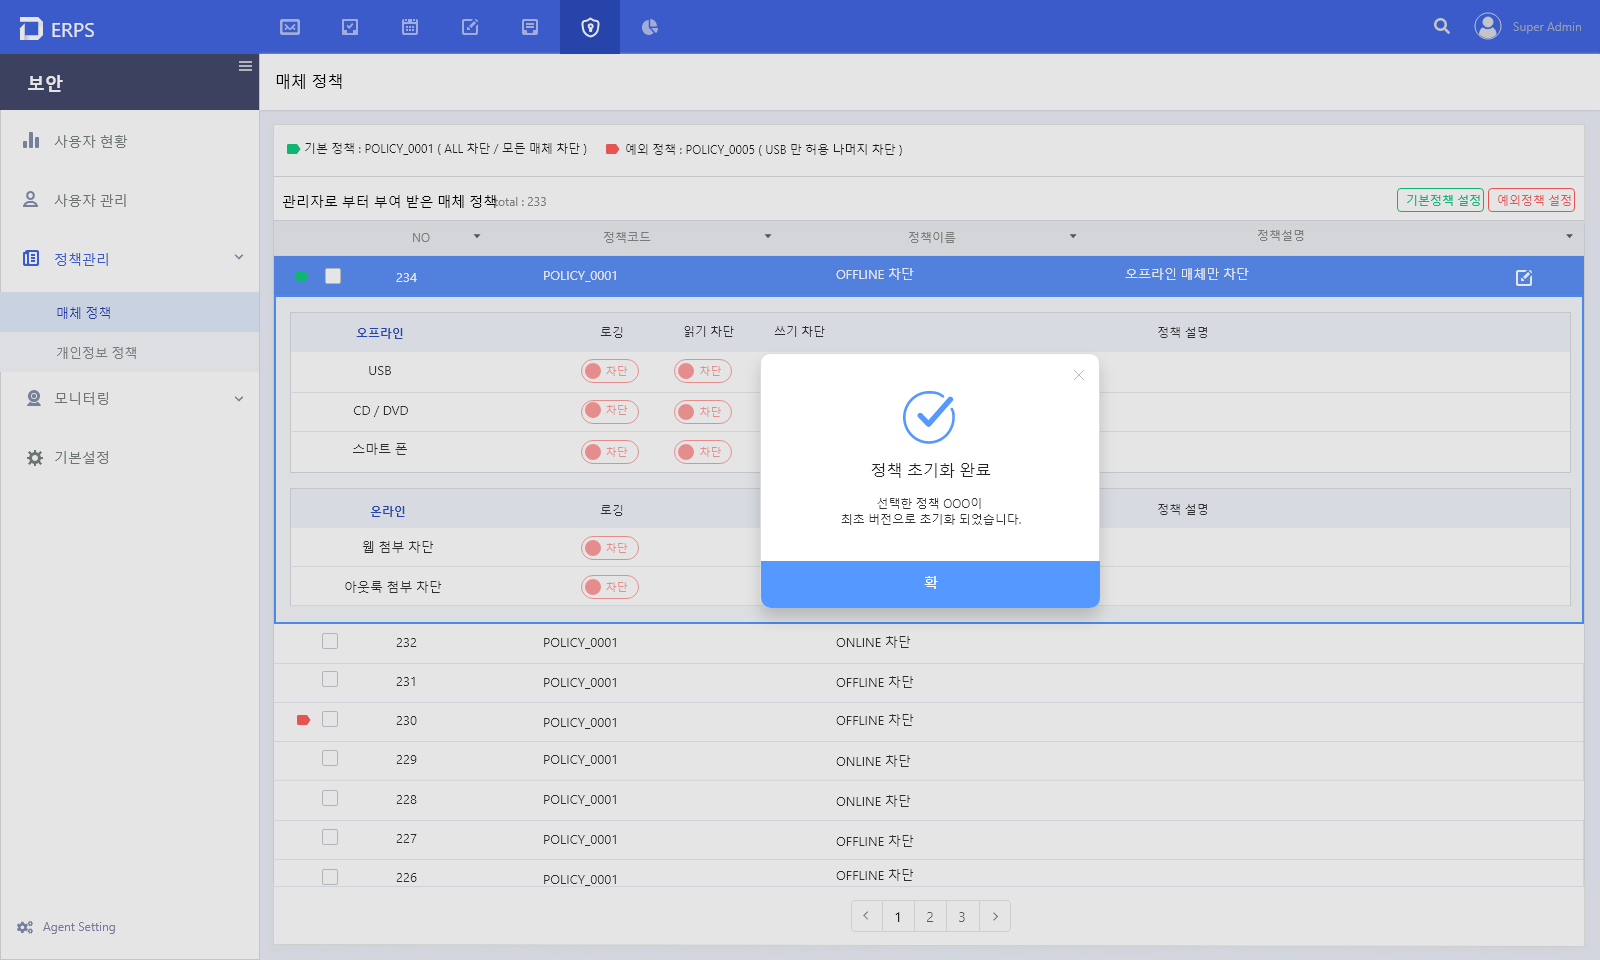 ERPS
Super Admin
보안
매체 정책
사용자 현황
사용자 관리
정책관리
매체 정책
개인정보 정책
모니터링
기본설정
Agent Setting
기본 정책 : POLICY_0001 ( ALL 차단 / 모든 매체 차단 )
예외 정책 : POLICY_0005 ( USB 만 허용 나머지 차단 )
관리자로 부터 부여 받은 매체 정책
total : 233
기본정책 설정
예외정책 설정
NO 정책코드 정책이름 정책설명
234 POLICY_0001 OFFLINE 차단 오프라인 매체만 차단
오프라인 로깅 읽기 차단 쓰기 차단 정책 설명
USB 차단 차단
CD / DVD 차단 차단
스마트 폰 차단 차단
온라인 로깅 정책 설명
웹 첨부 차단 차단
아웃룩 첨부 차단 차단
정책 초기화 완료
선택한 정책 OOO이
최초 버전으로 초기화 되었습니다.
확
232 POLICY_0001 ONLINE 차단
231 POLICY_0001 OFFLINE 차단
230 POLICY_0001 OFFLINE 차단
229 POLICY_0001 ONLINE 차단
228 POLICY_0001 ONLINE 차단
227 POLICY_0001 OFFLINE 차단
226 POLICY_0001 OFFLINE 차단
1 2 3